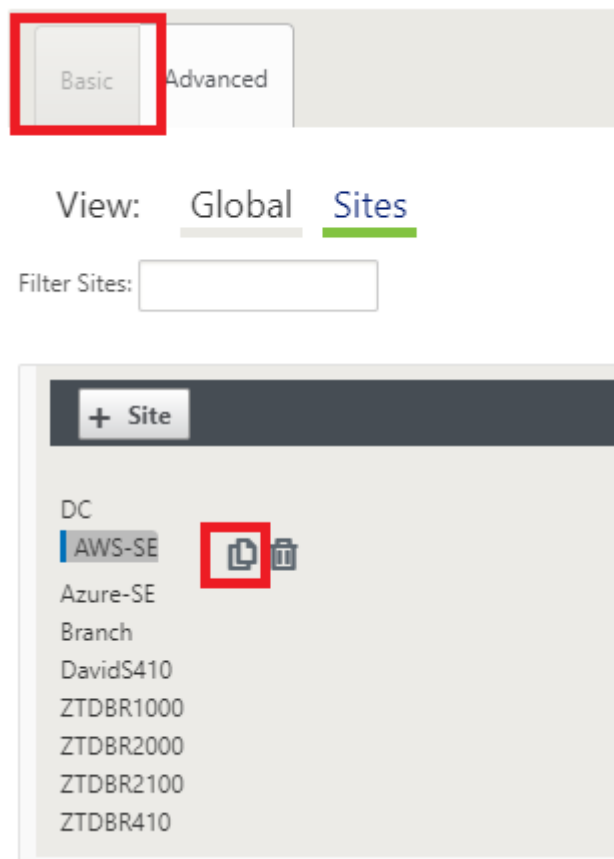 Basic Advanced
View: Global Sites
Filter Sites:
+ Site
DC
AWS-SE
Azure-SE
Branch
DavidS410
ZTDBR1000
ZTDBR2000
ZTDBR2100
ZTDBR410